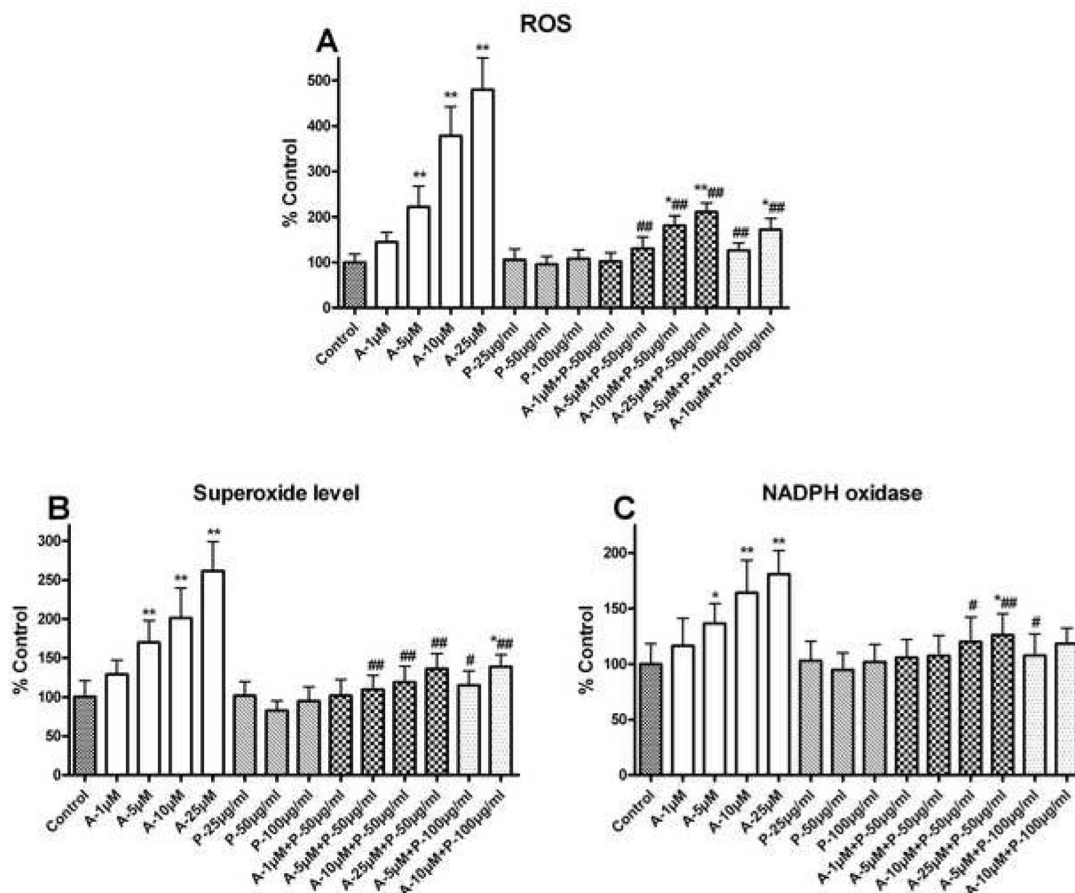 A
ROS
% Control
500
400
300
200
100
0
**
**
**
##
*##
**##
##
*##
Control
A-1µM
A-5µM
A-10µM
A-25µM
P-25µg/ml
P-50µg/ml
P-100µg/ml
A-1µM+P-50µg/ml
A-5µM+P-50µg/ml
A-10µM+P-50µg/ml
A-25µM+P-50µg/ml
A-5µM+P-100µg/ml
A-10µM+P-100µg/ml
B
Superoxide level
% Control
300
250
200
150
100
50
0
**
**
**
##
##
##
#
*##
Control
A-1µM
A-5µM
A-10µM
A-25µM
P-25µg/ml
P-50µg/ml
P-100µg/ml
A-1µM+P-50µg/ml
A-5µM+P-50µg/ml
A-10µM+P-50µg/ml
A-25µM+P-50µg/ml
A-5µM+P-100µg/ml
A-10µM+P-100µg/ml
C
NADPH oxidase
% Control
200
150
100
50
0
*
**
**
#
*##
#
Control
A-1µM
A-5µM
A-10µM
A-25µM
P-25µg/ml
P-50µg/ml
P-100µg/ml
A-1µM+P-50µg/ml
A-5µM+P-50µg/ml
A-10µM+P-50µg/ml
A-25µM+P-50µg/ml
A-5µM+P-100µg/ml
A-10µM+P-100µg/ml